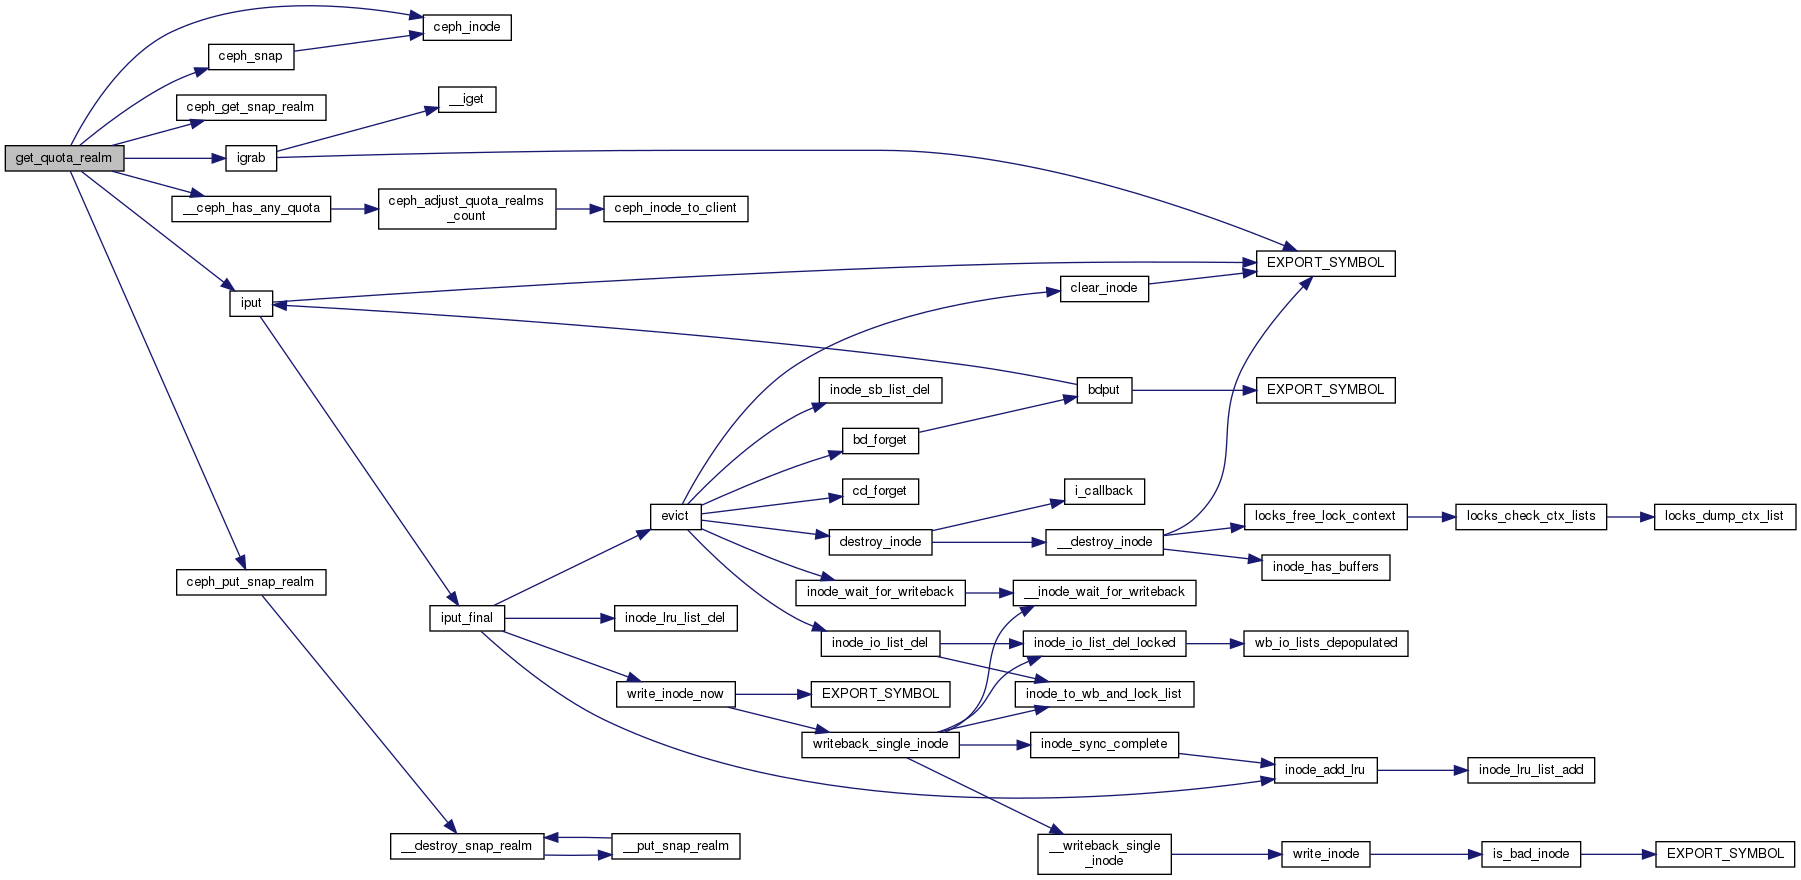 ceph_inode
ceph_snap
ceph_get_snap_realm
__iget
get_quota_realm
igrab
__ceph_has_any_quota
ceph_adjust_quota_realms
_count
ceph_inode_to_client
EXPORT_SYMBOL
iput
clear_inode
inode_sb_list_del
bdput
EXPORT_SYMBOL
bd_forget
cd_forget
i_callback
evict
destroy_inode
__destroy_inode
locks_free_lock_context
locks_check_ctx_lists
locks_dump_ctx_list
inode_has_buffers
ceph_put_snap_realm
inode_wait_for_writeback
__inode_wait_for_writeback
iput_final
inode_lru_list_del
inode_io_list_del
inode_io_list_del_locked
wb_io_lists_depopulated
write_inode_now
EXPORT_SYMBOL
inode_to_wb_and_lock_list
writeback_single_inode
inode_sync_complete
inode_add_lru
inode_lru_list_add
__destroy_snap_realm
__put_snap_realm
__writeback_single
_inode
write_inode
is_bad_inode
EXPORT_SYMBOL